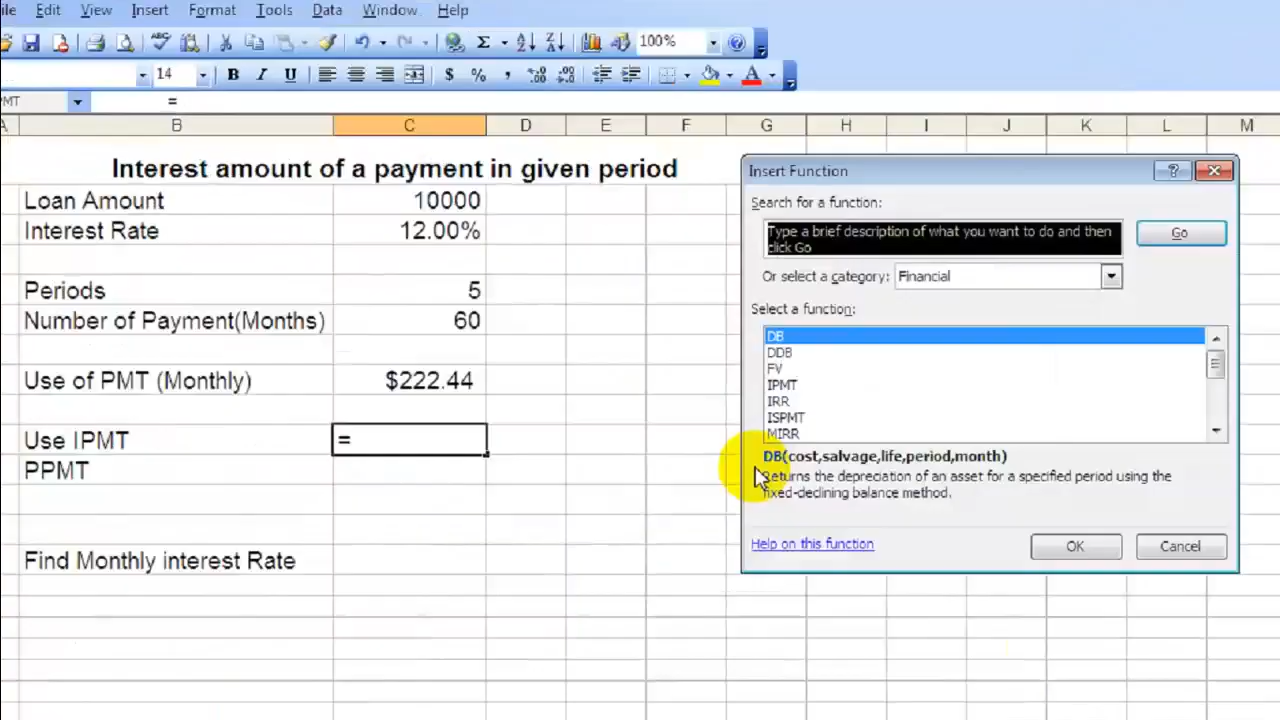 ile Edit View Insert Format Tools Data Window Help
100%
14 B I U $ % ,
PMT =
A B C D E F G H I J K L M
Interest amount of a payment in given period
Loan Amount 10000
Interest Rate 12.00%
Periods 5
Number of Payment(Months) 60
Use of PMT (Monthly) $222.44
Use IPMT =
PPMT
Find Monthly interest Rate
Insert Function
Search for a function:
Type a brief description of what you want to do and then
click Go
Go
Or select a category: Financial
Select a function:
DB
DDB
FV
IPMT
IRR
ISPMT
MIRR
DB(cost,salvage,life,period,month)
Returns the depreciation of an asset for a specified period using the
fixed-declining balance method.
Help on this function OK Cancel